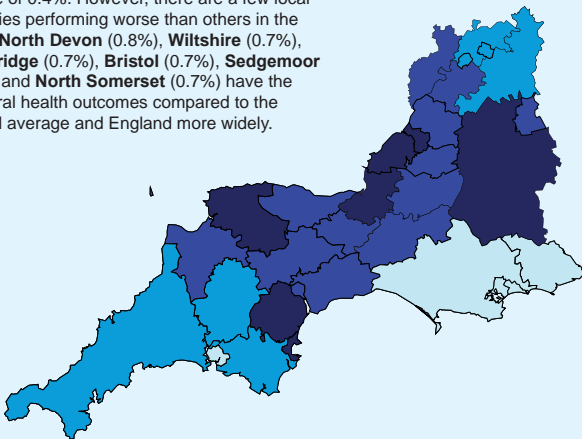 of 0.4%. However, there are a few local
ies performing worse than others in the
North Devon (0.8%), Wiltshire (0.7%),
ridge (0.7%), Bristol (0.7%), Sedgemoor
and North Somerset (0.7%) have the
ral health outcomes compared to the
average and England more widely.